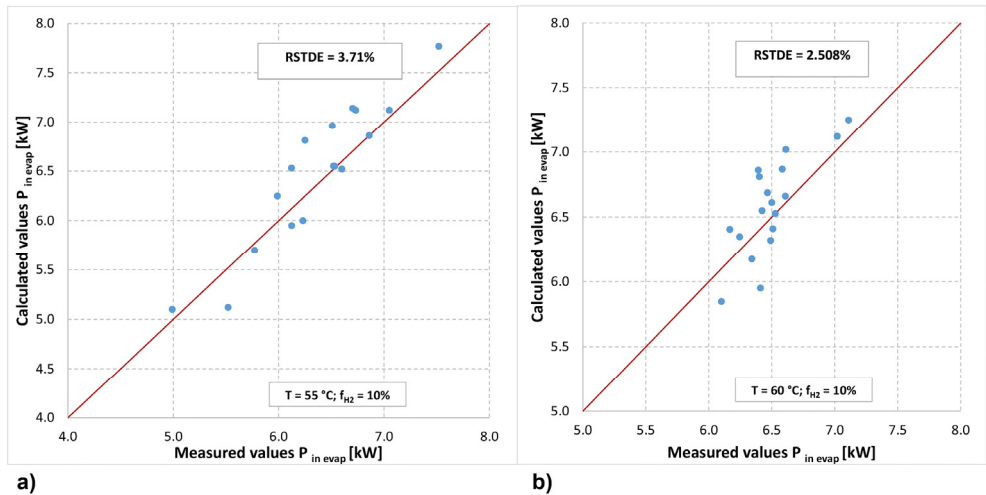 8.0
7.5
7.0
6.5
6.0
5.5
5.0
4.5
4.0
Calculated values P in evap [kW]
RSTDE = 3.71%
T = 55 °C; fH2 = 10%
4.0 5.0 6.0 7.0 8.0
Measured values P in evap [kW]
a)
8.0
7.5
7.0
6.5
6.0
5.5
5.0
Calculated values P in evap [kW]
RSTDE = 2.508%
T = 60 °C; fH2 = 10%
5.0 5.5 6.0 6.5 7.0 7.5 8.0
Measured values P in evap [kW]
b)